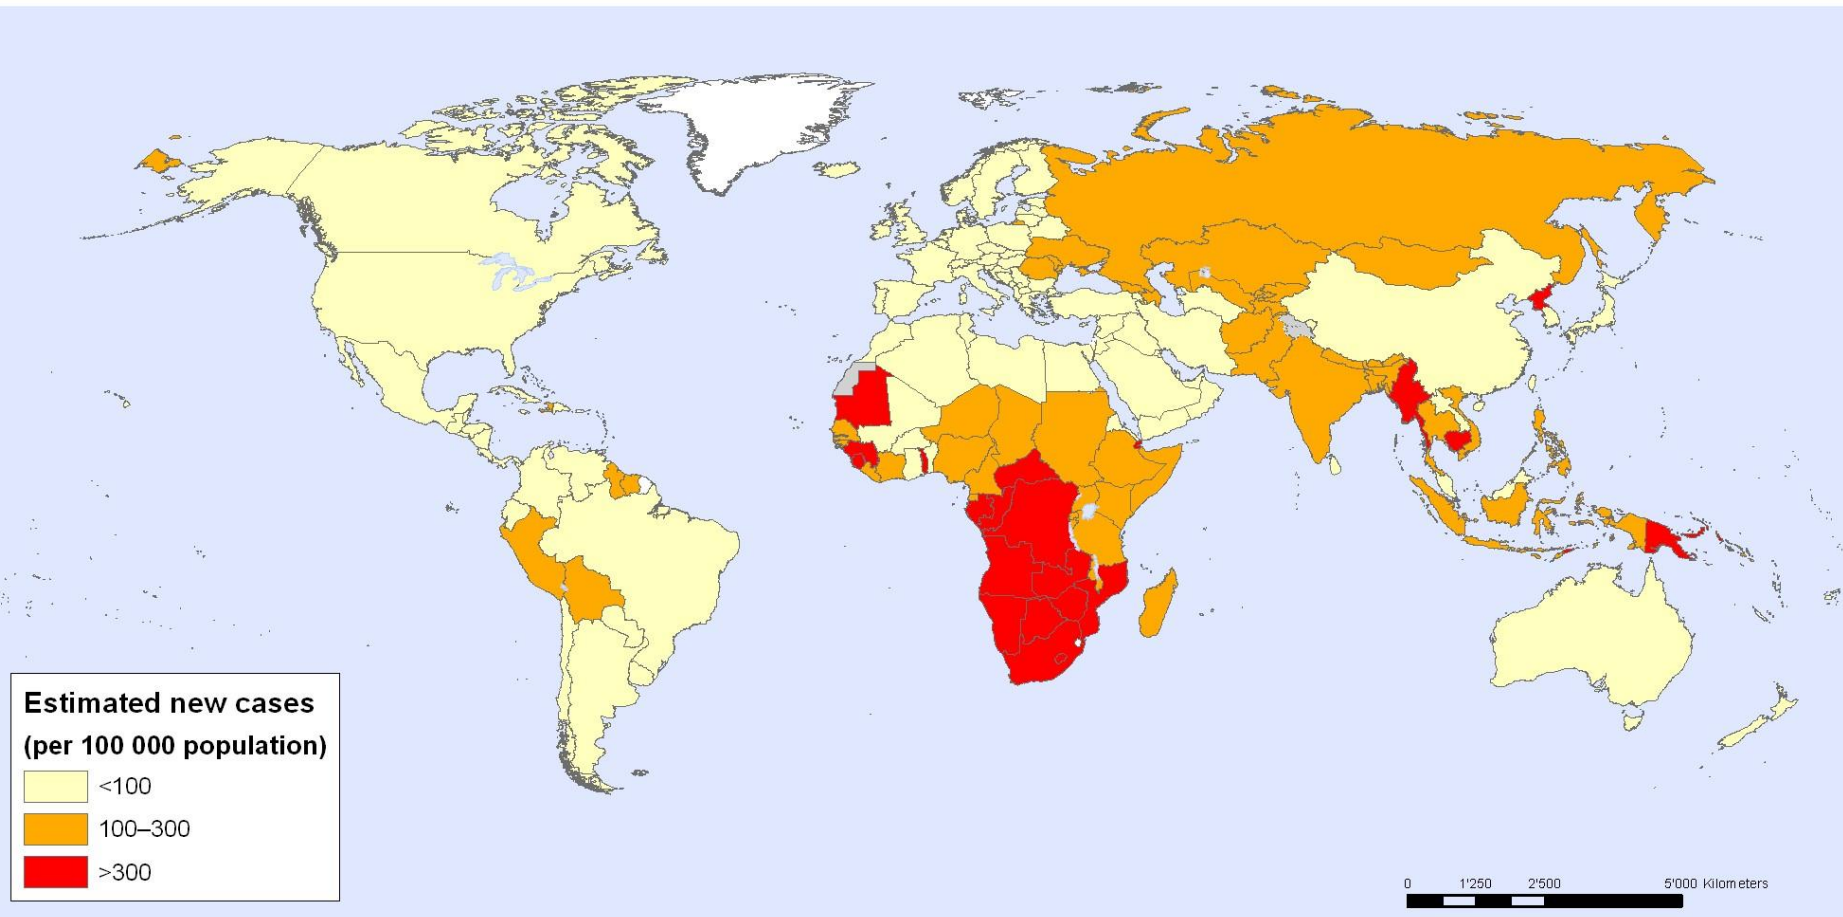 Estimated new cases
(per 100 000 population)
<100
100–300
>300
0 1'250 2'500 5'000 Kilometers